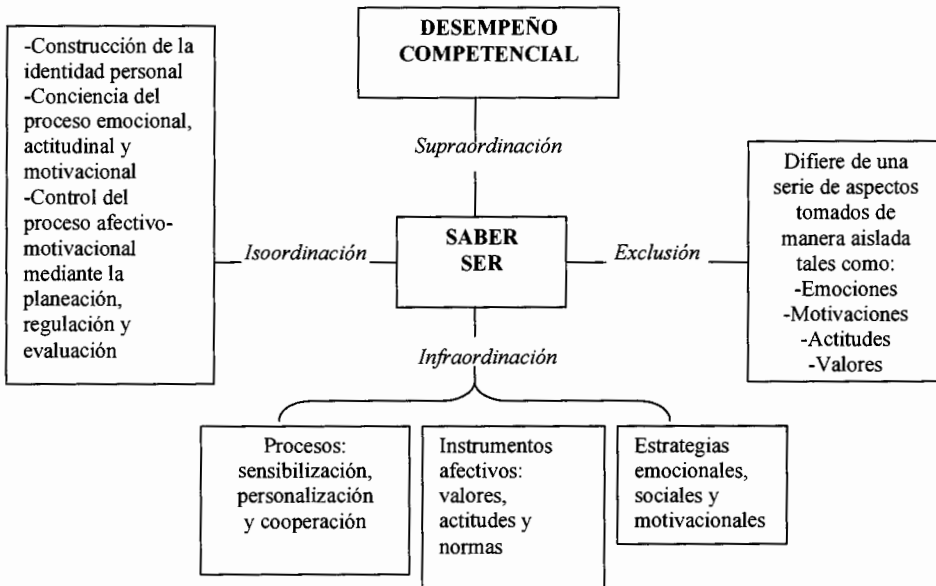 DESEMPEÑO
COMPETENCIAL
-Construcción de la
identidad personal
-Conciencia del
proceso emocional,
actitudinal y
motivacional
-Control del
proceso afectivo-
motivacional
mediante la
planeación,
regulación y
evaluación
Supraordinación
Isoordinación
SABER
SER
Exclusión
Difiere de una
serie de aspectos
tomados de
manera aislada
tales como:
-Emociones
-Motivaciones
-Actitudes
-Valores
Infraordinación
Procesos:
sensibilización,
personalización
y cooperación
Instrumentos
afectivos:
valores,
actitudes y
normas
Estrategias
emocionales,
sociales y
motivacionales